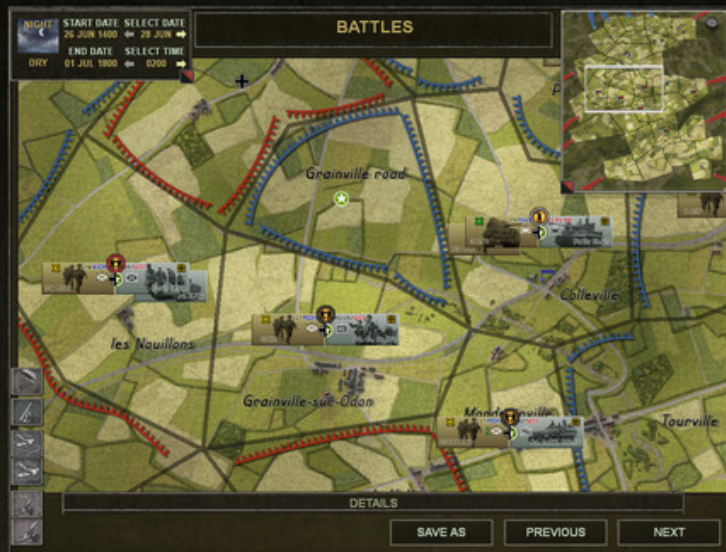 BATTLES
NIGHT
START DATE SELECT DATE
26 JUN 1400 28 JUN
END DATE SELECT TIME
DRY 01 JUL 1800 0200
Grainville road
Colleville
les Nouillons
Grainville-sur-Odon
Tourville
DETAILS
SAVE AS PREVIOUS NEXT